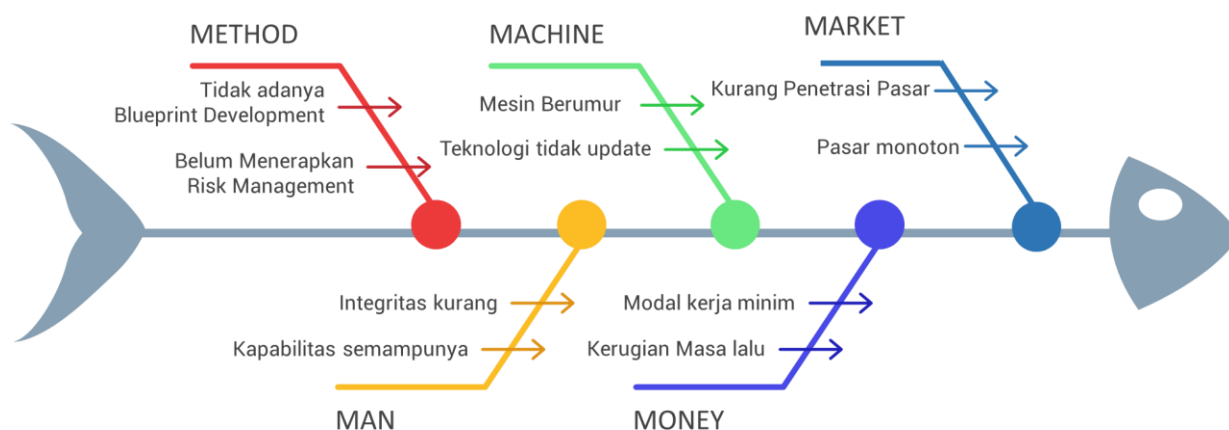 METHOD
Tidak adanya
Blueprint Development
Belum Menerapkan
Risk Management
MACHINE
Mesin Berumur
Teknologi tidak update
MARKET
Kurang Penetrasi Pasar
Pasar monoton
Integritas kurang
Kapabilitas semampunya
MAN
Modal kerja minim
Kerugian Masa lalu
MONEY